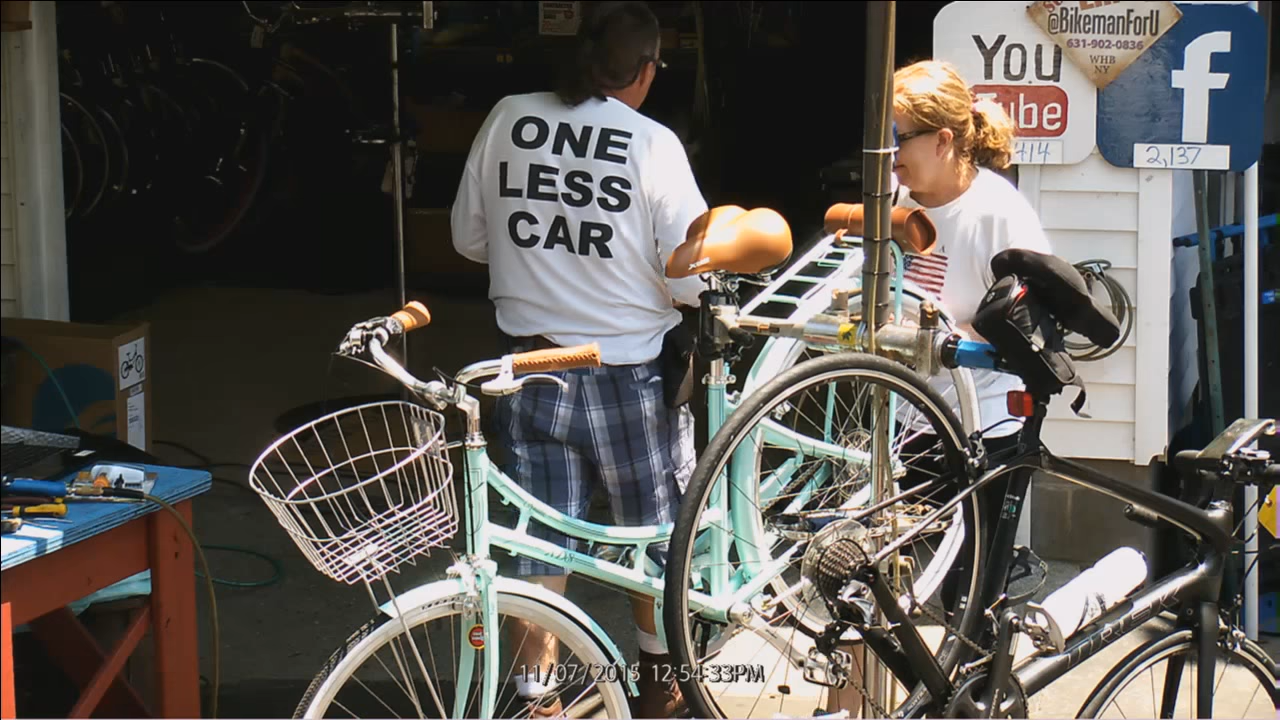 ONE
LESS
CAR
@BikemanForU
631-902-0836
WHB
NY
You
Tube
414
f
2,137
TREK
11/07/2015 12:54:33PM